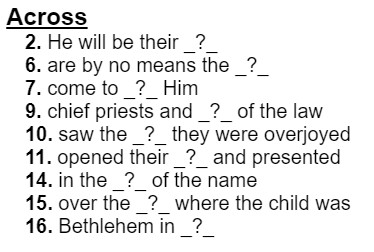 Across
2. He will be their _?_
6. are by no means the _?_
7. come to _?_ Him
9. chief priests and _?_ of the law
10. saw the _?_ they were overjoyed
11. opened their _?_ and presented
14. in the _?_ of the name
15. over the _?_ where the child was
16. Bethlehem in _?_